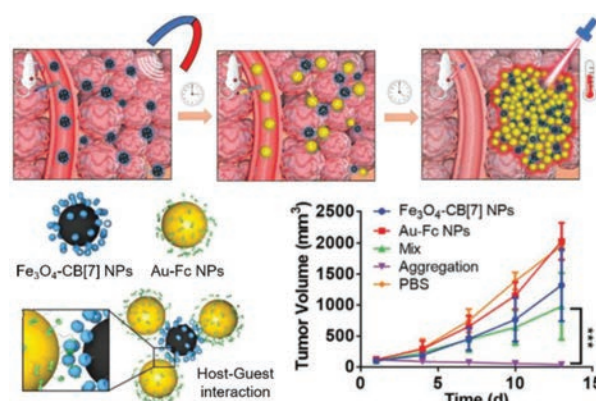 Fe₃O₄-CB[7] NPs
Au-Fc NPs
Host-Guest
interaction
Tumor Volume (mm³)
2500
2000
1500
1000
500
0
Fe₃O₄-CB[7] NPs
Au-Fc NPs
Mix
Aggregation
PBS
***
0
5
10
15
Time (d)